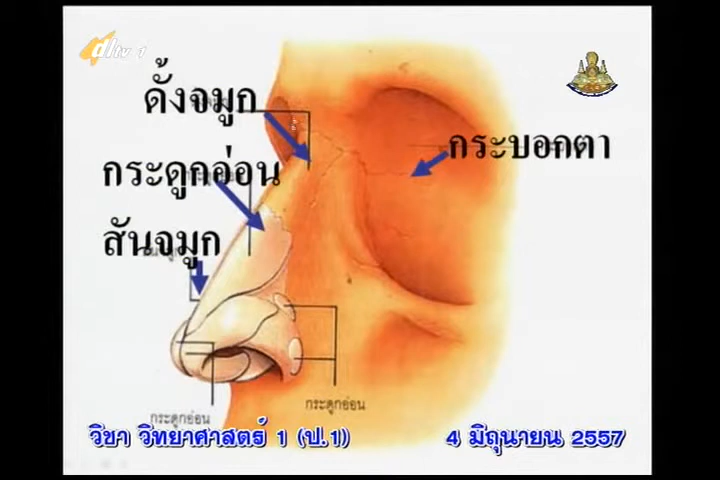 dltv 1
ดั้งจมูก
กระบอกตา
กระดูกอ่อน
สันจมูก
กระดูกอ่อน
กระดูกอ่อน
วิชา วิทยาศาสตร์ 1 (ป.1)
4 มิถุนายน 2557